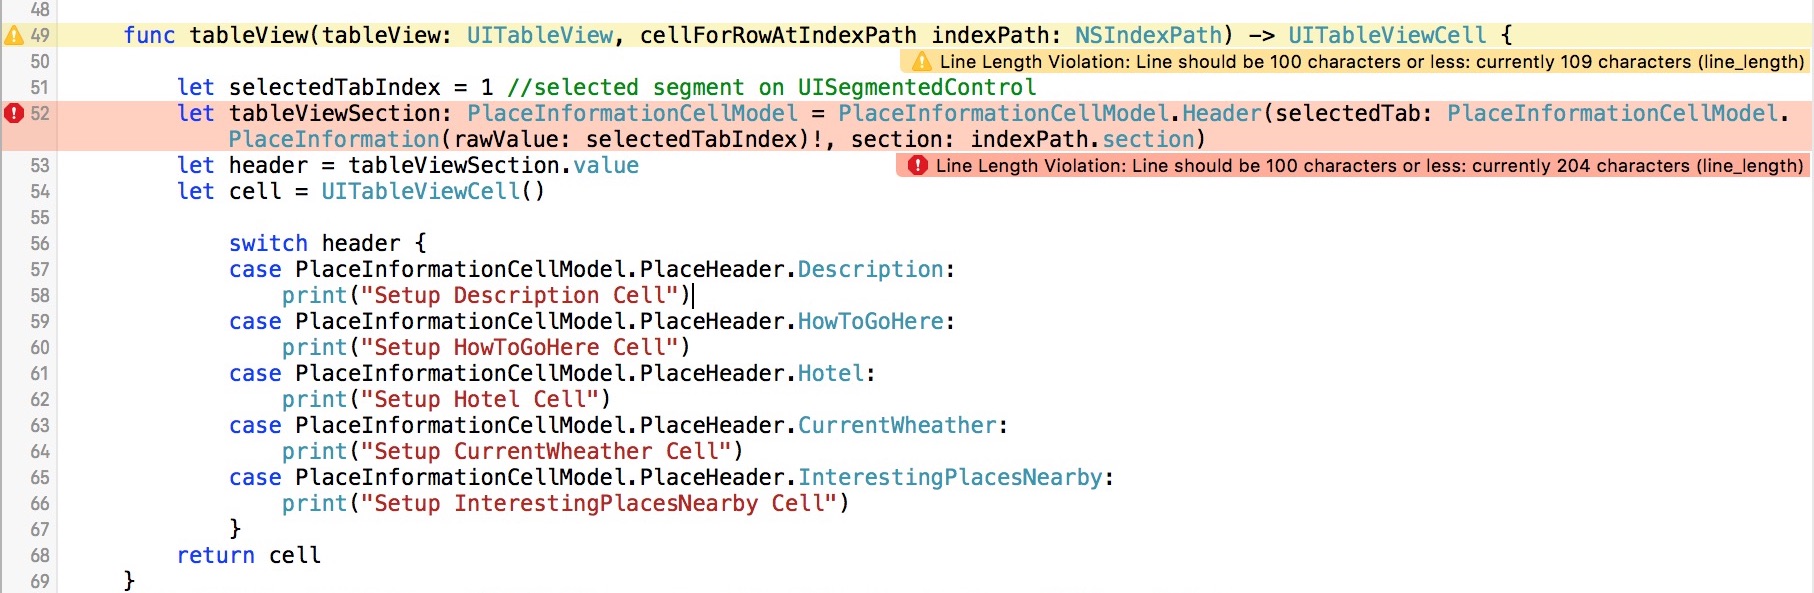 48
49 func tableView(tableView: UITableView, cellForRowAtIndexPath indexPath: NSIndexPath) -> UITableViewCell {
50 Line Length Violation: Line should be 100 characters or less: currently 109 characters (line_length)
51 let selectedTabIndex = 1 //selected segment on UISegmentedControl
52 let tableViewSection: PlaceInformationCellModel = PlaceInformationCellModel.Header(selectedTab: PlaceInformationCellModel.
PlaceInformation(rawValue: selectedTabIndex)!, section: indexPath.section)
53 let header = tableViewSection.value Line Length Violation: Line should be 100 characters or less: currently 204 characters (line_length)
54 let cell = UITableViewCell()
55
56 switch header {
57 case PlaceInformationCellModel.PlaceHeader.Description:
58 print("Setup Description Cell")
59 case PlaceInformationCellModel.PlaceHeader.HowToGoHere:
60 print("Setup HowToGoHere Cell")
61 case PlaceInformationCellModel.PlaceHeader.Hotel:
62 print("Setup Hotel Cell")
63 case PlaceInformationCellModel.PlaceHeader.CurrentWheather:
64 print("Setup CurrentWheather Cell")
65 case PlaceInformationCellModel.PlaceHeader.InterestingPlacesNearby:
66 print("Setup InterestingPlacesNearby Cell")
67 }
68 return cell
69 }